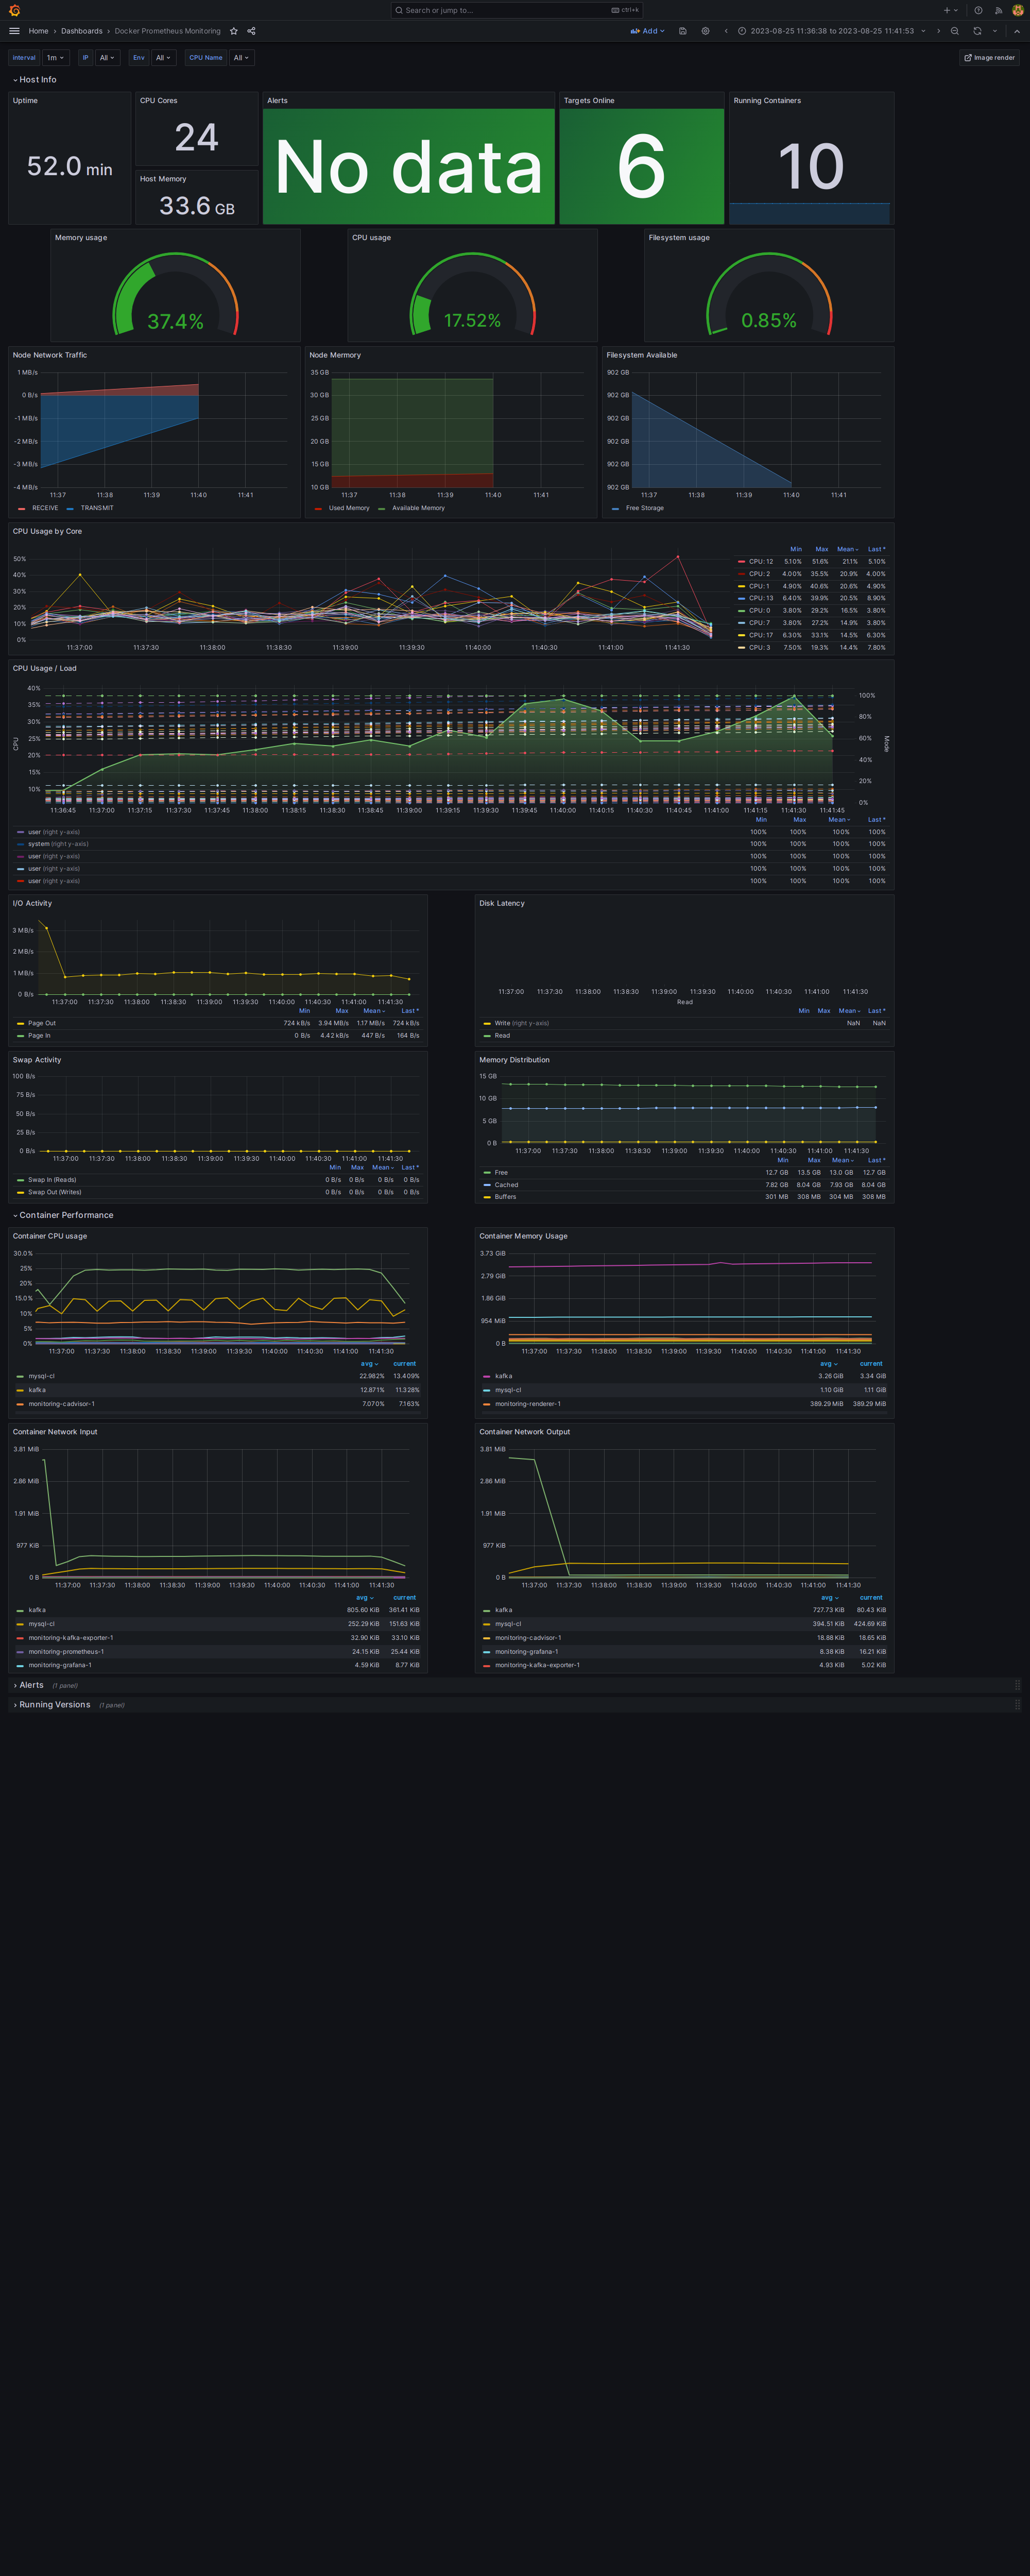 Search or jump to... ctrl+k
Home › Dashboards › Docker Prometheus Monitoring Add 2023-08-25 11:36:38 to 2023-08-25 11:41:53
Interval 1m IP All Env All CPU Name All Image render
Host Info
Uptime CPU Cores Alerts Targets Online Running Containers
52.0 min 24 No data 6 10
Host Memory
33.6 GB
Memory usage CPU usage Filesystem usage
37.4% 17.52% 0.85%
Node Network Traffic
1 MB/s
0 B/s
-1 MB/s
-2 MB/s
-3 MB/s
-4 MB/s
11:37 11:38 11:39 11:40 11:41
RECEIVE TRANSMIT
Node Mermory
35 GB
30 GB
25 GB
20 GB
15 GB
10 GB
11:37 11:38 11:39 11:40 11:41
Used Memory Available Memory
Filesystem Available
902 GB
902 GB
902 GB
902 GB
902 GB
902 GB
11:37 11:38 11:39 11:40 11:41
Free Storage
CPU Usage by Core
50%
40%
30%
20%
10%
0%
11:37:00 11:37:30 11:38:00 11:38:30 11:39:00 11:39:30 11:40:00 11:40:30 11:41:00 11:41:30
Min Max Mean Last *
CPU: 12 5.10% 51.6% 21.1% 5.10%
CPU: 2 4.00% 35.5% 20.9% 4.00%
CPU: 1 4.90% 40.6% 20.6% 4.90%
CPU: 13 6.40% 39.9% 20.5% 8.90%
CPU: 0 3.80% 29.2% 16.5% 3.80%
CPU: 7 3.80% 27.2% 14.9% 3.80%
CPU: 17 6.30% 33.1% 14.5% 6.30%
CPU: 3 7.50% 19.3% 14.4% 7.80%
CPU Usage / Load
40%
35%
30%
25%
20%
15%
10%
CPU
100%
80%
60%
40%
20%
0%
Mode
11:36:45 11:37:00 11:37:15 11:37:30 11:37:45 11:38:00 11:38:15 11:38:30 11:38:45 11:39:00 11:39:15 11:39:30 11:39:45 11:40:00 11:40:15 11:40:30 11:40:45 11:41:00 11:41:15 11:41:30 11:41:45
Min Max Mean Last *
user (right y-axis) 100% 100% 100% 100%
system (right y-axis) 100% 100% 100% 100%
user (right y-axis) 100% 100% 100% 100%
user (right y-axis) 100% 100% 100% 100%
user (right y-axis) 100% 100% 100% 100%
I/O Activity
3 MB/s
2 MB/s
1 MB/s
0 B/s
11:37:00 11:37:30 11:38:00 11:38:30 11:39:00 11:39:30 11:40:00 11:40:30 11:41:00 11:41:30
Min Max Mean Last *
Page Out 724 kB/s 3.94 MB/s 1.17 MB/s 724 kB/s
Page In 0 B/s 4.42 kB/s 447 B/s 164 B/s
Disk Latency
11:37:00 11:37:30 11:38:00 11:38:30 11:39:00 11:39:30 11:40:00 11:40:30 11:41:00 11:41:30
Read
Min Max Mean Last *
Write (right y-axis) NaN NaN
Read
Swap Activity
100 B/s
75 B/s
50 B/s
25 B/s
0 B/s
11:37:00 11:37:30 11:38:00 11:38:30 11:39:00 11:39:30 11:40:00 11:40:30 11:41:00 11:41:30
Min Max Mean Last *
Swap In (Reads) 0 B/s 0 B/s 0 B/s 0 B/s
Swap Out (Writes) 0 B/s 0 B/s 0 B/s 0 B/s
Memory Distribution
15 GB
10 GB
5 GB
0 B
11:37:00 11:37:30 11:38:00 11:38:30 11:39:00 11:39:30 11:40:00 11:40:30 11:41:00 11:41:30
Min Max Mean Last *
Free 12.7 GB 13.5 GB 13.0 GB 12.7 GB
Cached 7.82 GB 8.04 GB 7.93 GB 8.04 GB
Buffers 301 MB 308 MB 304 MB 308 MB
Container Performance
Container CPU usage
30.0%
25%
20%
15.0%
10%
5%
0%
11:37:00 11:37:30 11:38:00 11:38:30 11:39:00 11:39:30 11:40:00 11:40:30 11:41:00 11:41:30
avg current
mysql-cl 22.982% 13.409%
kafka 12.871% 11.328%
monitoring-cadvisor-1 7.070% 7.163%
Container Memory Usage
3.73 GiB
2.79 GiB
1.86 GiB
954 MiB
0 B
11:37:00 11:37:30 11:38:00 11:38:30 11:39:00 11:39:30 11:40:00 11:40:30 11:41:00 11:41:30
avg current
kafka 3.26 GiB 3.34 GiB
mysql-cl 1.10 GiB 1.11 GiB
monitoring-renderer-1 389.29 MiB 389.29 MiB
Container Network Input
3.81 MiB
2.86 MiB
1.91 MiB
977 KiB
0 B
11:37:00 11:37:30 11:38:00 11:38:30 11:39:00 11:39:30 11:40:00 11:40:30 11:41:00 11:41:30
avg current
kafka 805.60 KiB 361.41 KiB
mysql-cl 252.29 KiB 151.63 KiB
monitoring-kafka-exporter-1 32.90 KiB 33.10 KiB
monitoring-prometheus-1 24.15 KiB 25.44 KiB
monitoring-grafana-1 4.59 KiB 8.77 KiB
Container Network Output
3.81 MiB
2.86 MiB
1.91 MiB
977 KiB
0 B
11:37:00 11:37:30 11:38:00 11:38:30 11:39:00 11:39:30 11:40:00 11:40:30 11:41:00 11:41:30
avg current
kafka 727.73 KiB 80.43 KiB
mysql-cl 394.51 KiB 424.69 KiB
monitoring-cadvisor-1 18.88 KiB 18.65 KiB
monitoring-grafana-1 8.38 KiB 16.21 KiB
monitoring-kafka-exporter-1 4.93 KiB 5.02 KiB
Alerts (1 panel)
Running Versions (1 panel)